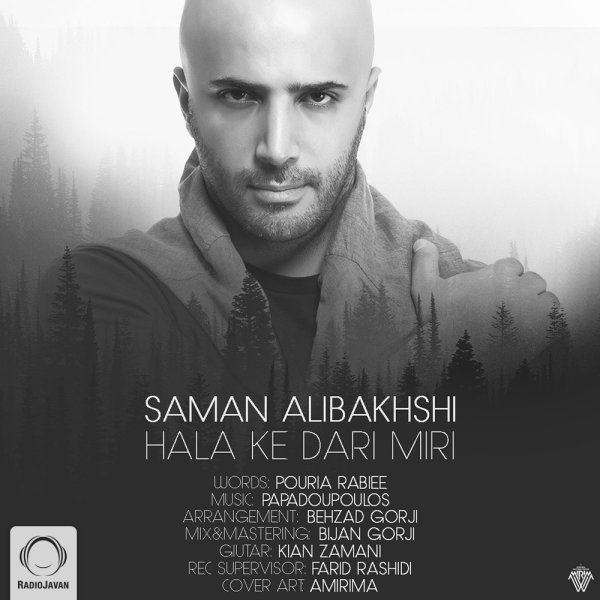 SAMAN ALIBAKHSHI
HALA KE DARI MIRI
WORDS: POURIA RABIEE
MUSIC: PAPADOUPOULOS
ARRANGEMENT: BEHZAD GORJI
MIX&MASTERING: BIJAN GORJI
GIUTAR: KIAN ZAMANI
REC SUPERVISOR: FARID RASHIDI
COVER ART: AMIRIMA
RADIOJAVAN